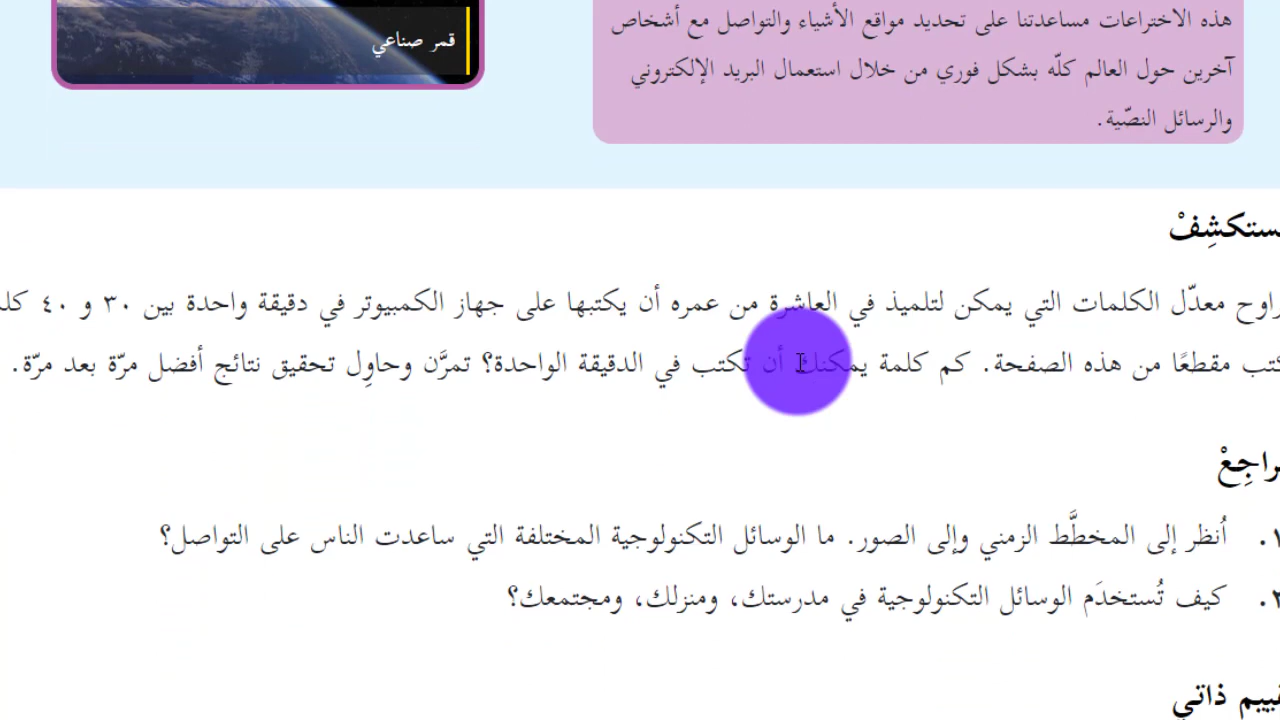 هذه الاختراعات مساعدتنا على تحديد مواقع الأشياء والتواصل مع أشخاص
آخرين حول العالم كلّه بشكل فوري من خلال استعمال البريد الإلكتروني
والرسائل النصّية.
قمر صناعي
ستكشِفْ
راوح معدّل الكلمات التي يمكن لتلميذ في العاشرة من عمره أن يكتبها على جهاز الكمبيوتر في دقيقة واحدة بين ٣٠ و ٤٠ كل
كتب مقطعًا من هذه الصفحة. كم كلمة يمكنك أن تكتب في الدقيقة الواحدة؟ تمرَّن وحاوِل تحقيق نتائج أفضل مرّة بعد مرّة.
راجِعْ
١. اُنظر إلى المخطَّط الزمني وإلى الصور. ما الوسائل التكنولوجية المختلفة التي ساعدت الناس على التواصل؟
٢. كيف تُستخدَم الوسائل التكنولوجية في مدرستك، ومنزلك، ومجتمعك؟
قييم ذاتي